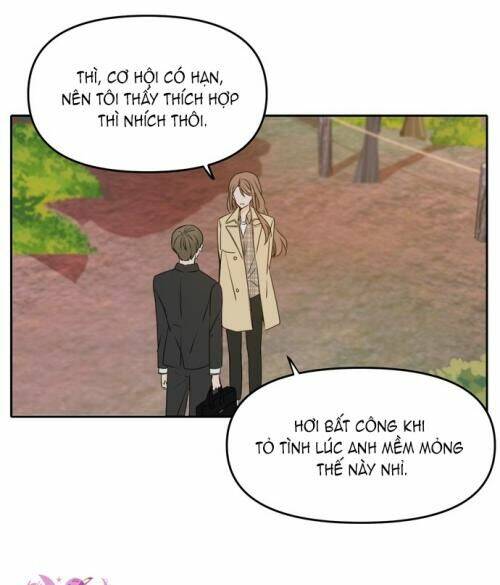 THÌ, CƠ HỘI CÓ HẠN,
NÊN TÔI THẤY THÍCH HỢP
THÌ NHÍCH THÔI.
HƠI BẤT CÔNG KHI
TỎ TÌNH LÚC ANH MỀM MỎNG
THẾ NÀY NHỈ.